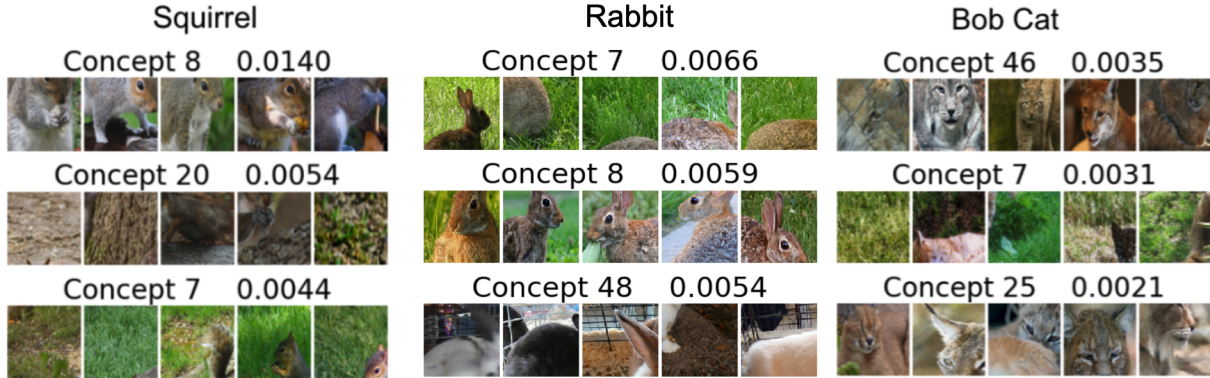 Squirrel
Rabbit
Bob Cat
Concept 8 0.0140
Concept 7 0.0066
Concept 46 0.0035
Concept 20 0.0054
Concept 8 0.0059
Concept 7 0.0031
Concept 7 0.0044
Concept 48 0.0054
Concept 25 0.0021